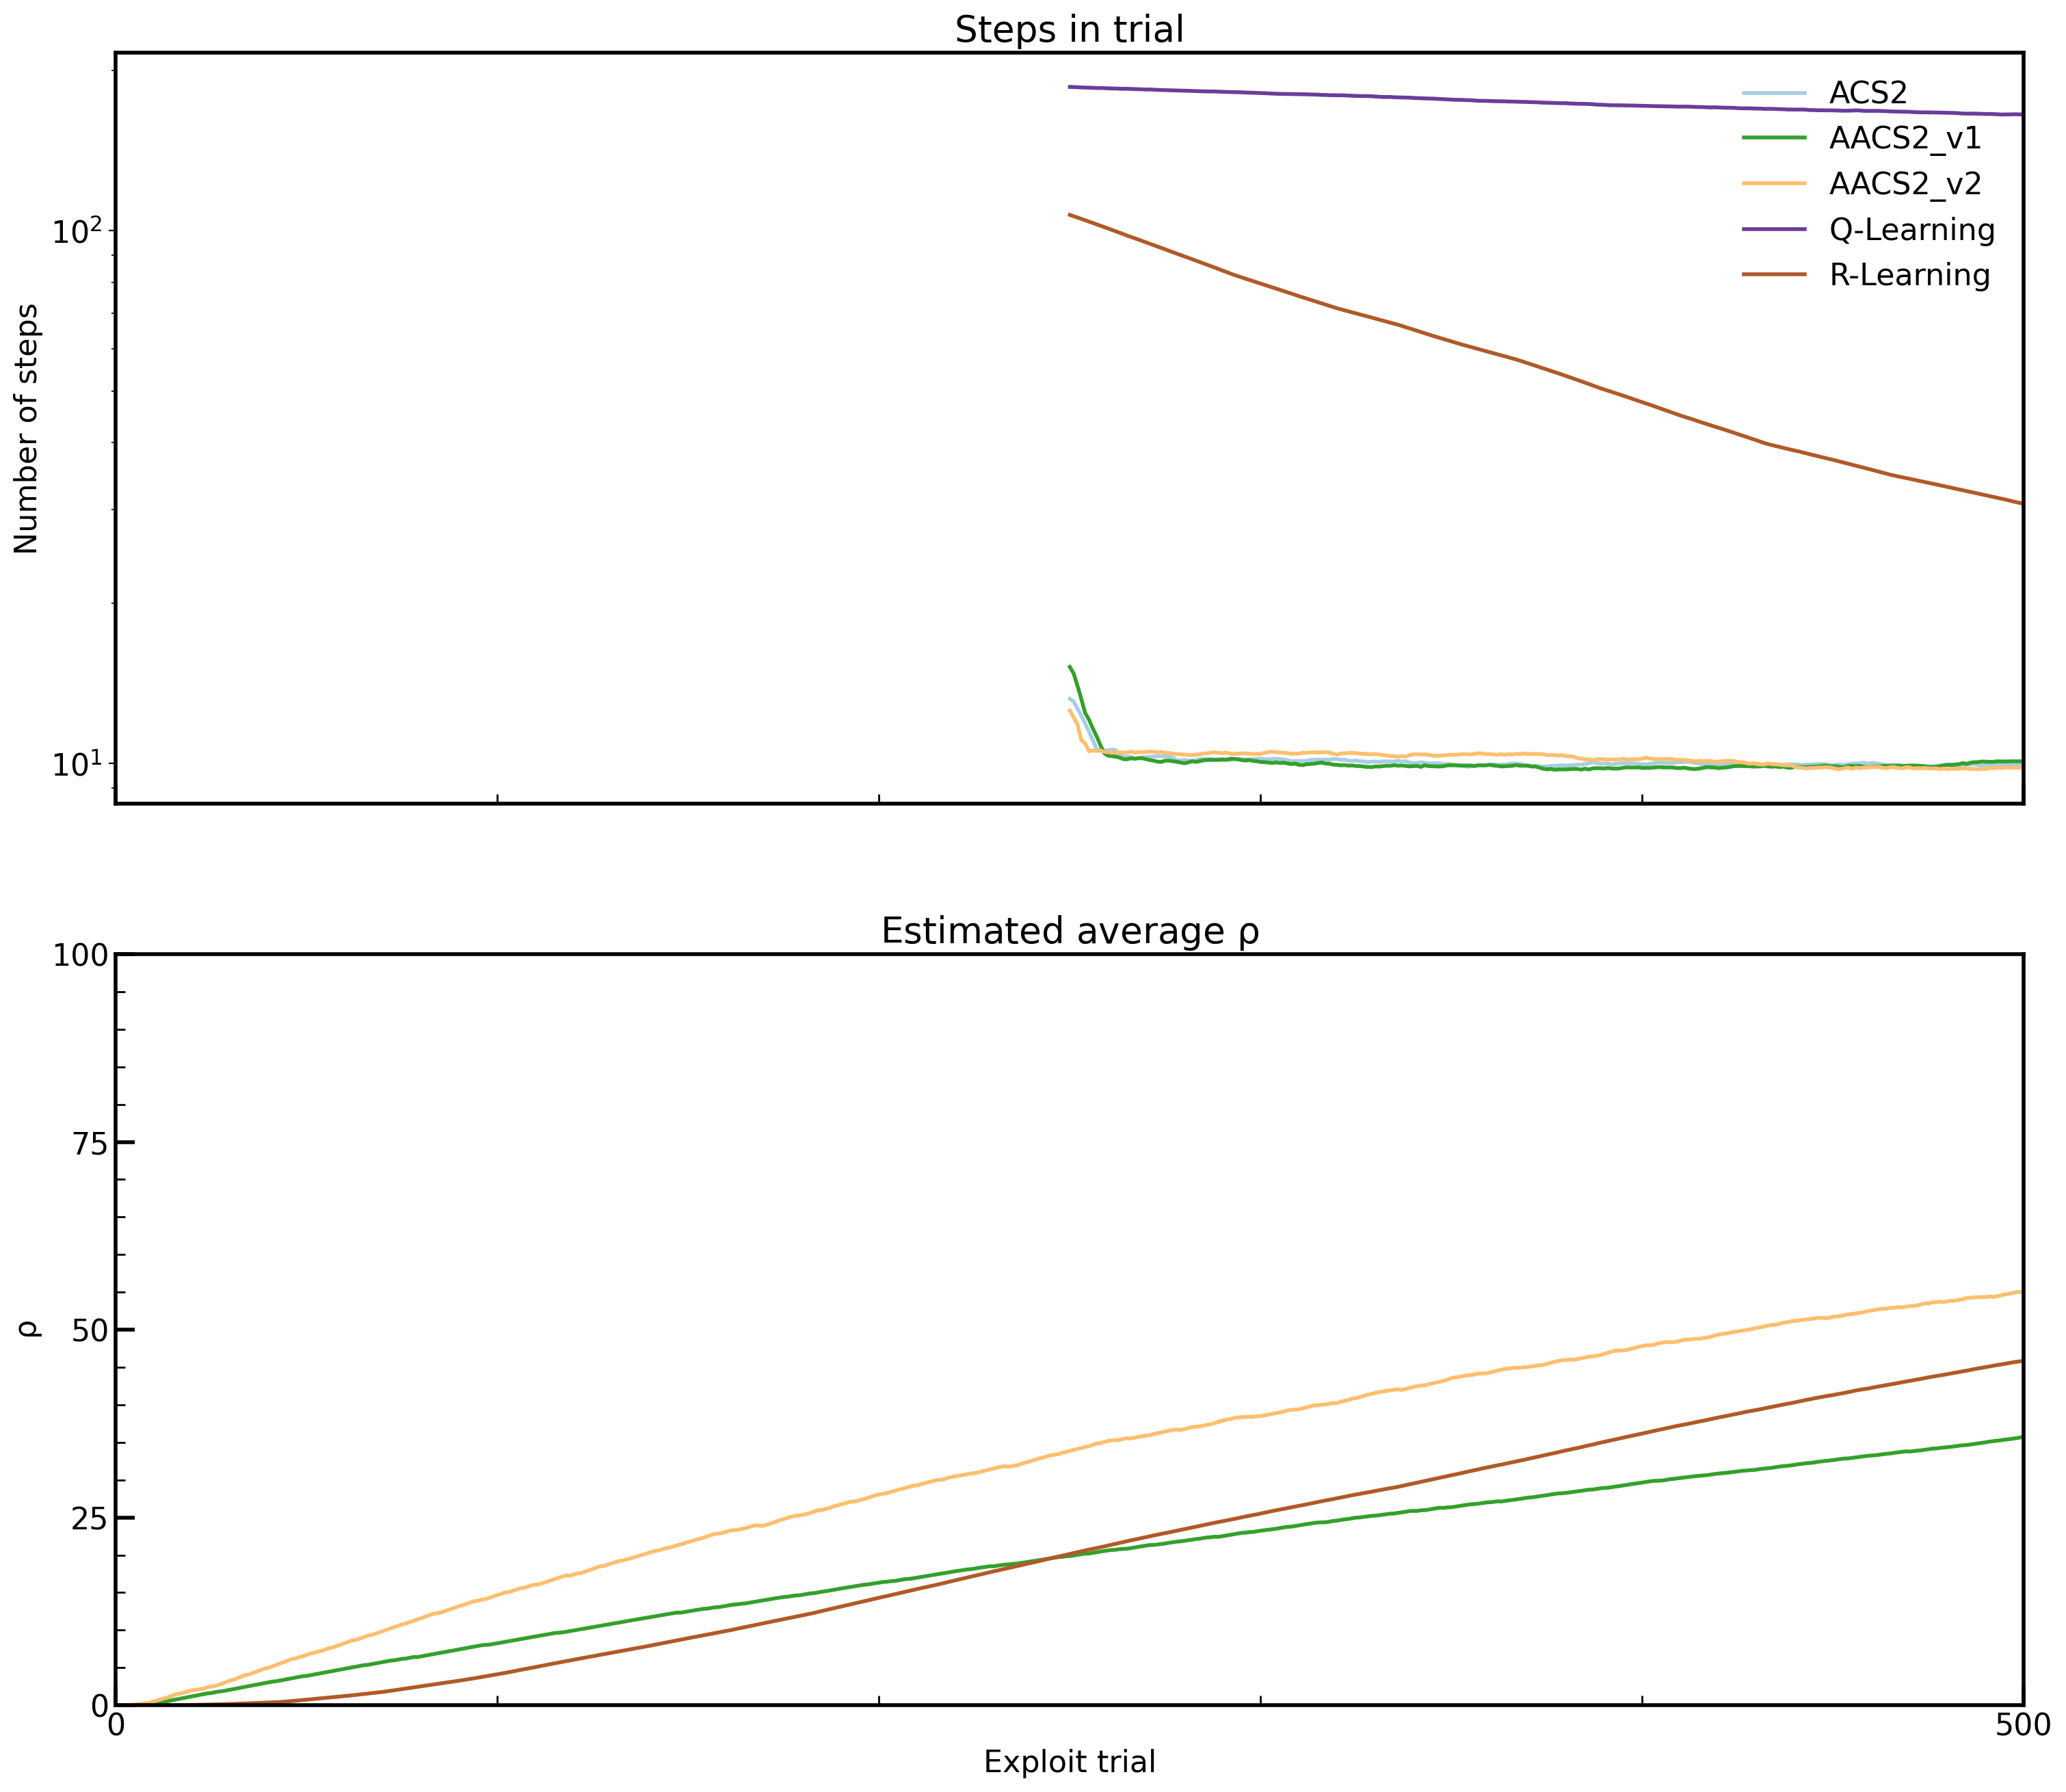 Steps in trial
Number of steps
10²
10¹
ACS2
AACS2_v1
AACS2_v2
Q-Learning
R-Learning
Estimated average ρ
ρ
100
75
50
25
0
0
500
Exploit trial